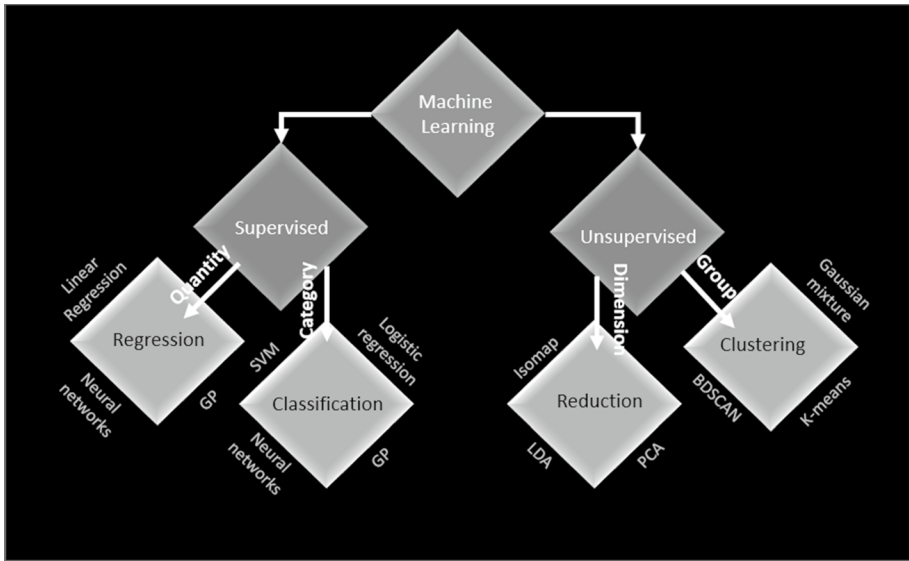 Machine
Learning
Supervised
Unsupervised
Quantity
Category
Dimension
Group
Linear
Regression
Regression
Neural
networks
GP
SVM
Logistic
regression
Classification
Neural
networks
GP
Isomap
Reduction
LDA
PCA
Gaussian
mixture
Clustering
BDSCAN
K-means